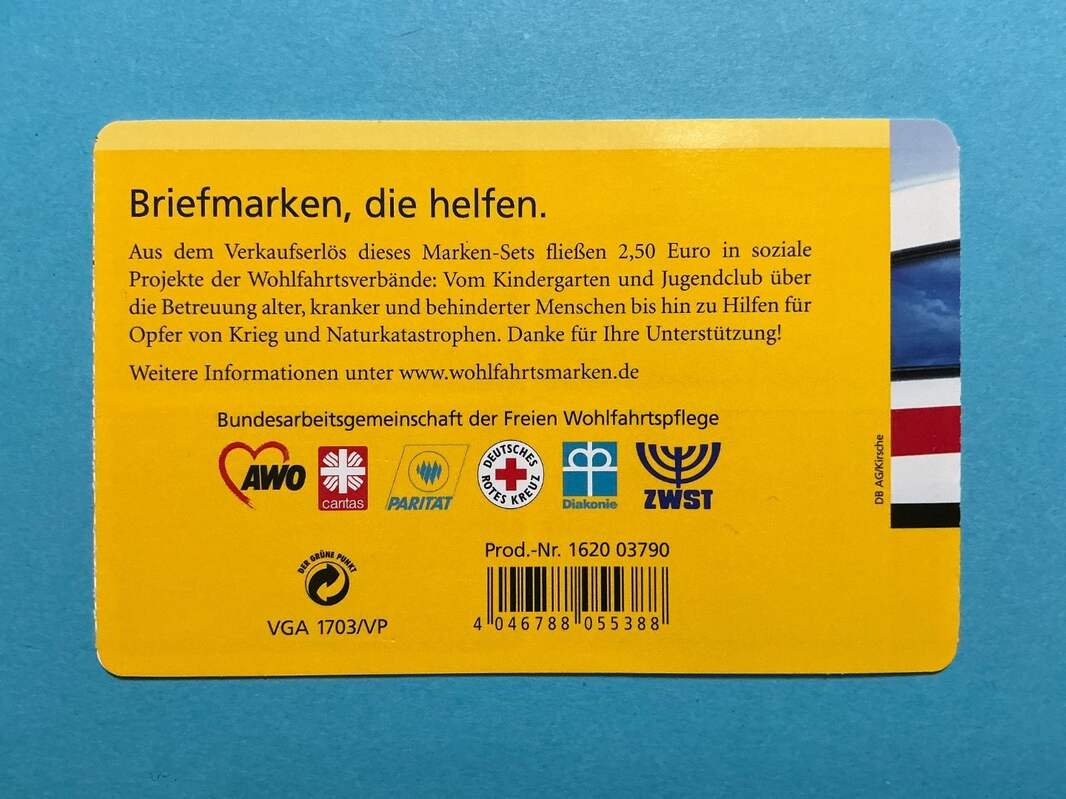 Briefmarken, die helfen.
Aus dem Verkaufserlös dieses Marken-Sets fließen 2,50 Euro in soziale
Projekte der Wohlfahrtsverbände: Vom Kindergarten und Jugendclub über
die Betreuung alter, kranker und behinderter Menschen bis hin zu Hilfen für
Opfer von Krieg und Naturkatastrophen. Danke für Ihre Unterstützung!
Weitere Informationen unter www.wohlfahrtsmarken.de
Bundesarbeitsgemeinschaft der Freien Wohlfahrtspflege
AWO
caritas
PARITÄT
DEUTSCHES ROTES KREUZ
Diakonie
ZWST
DB AG/Kirsche
DER GRÜNE PUNKT
VGA 1703/VP
Prod.-Nr. 1620 03790
4 046788 055388